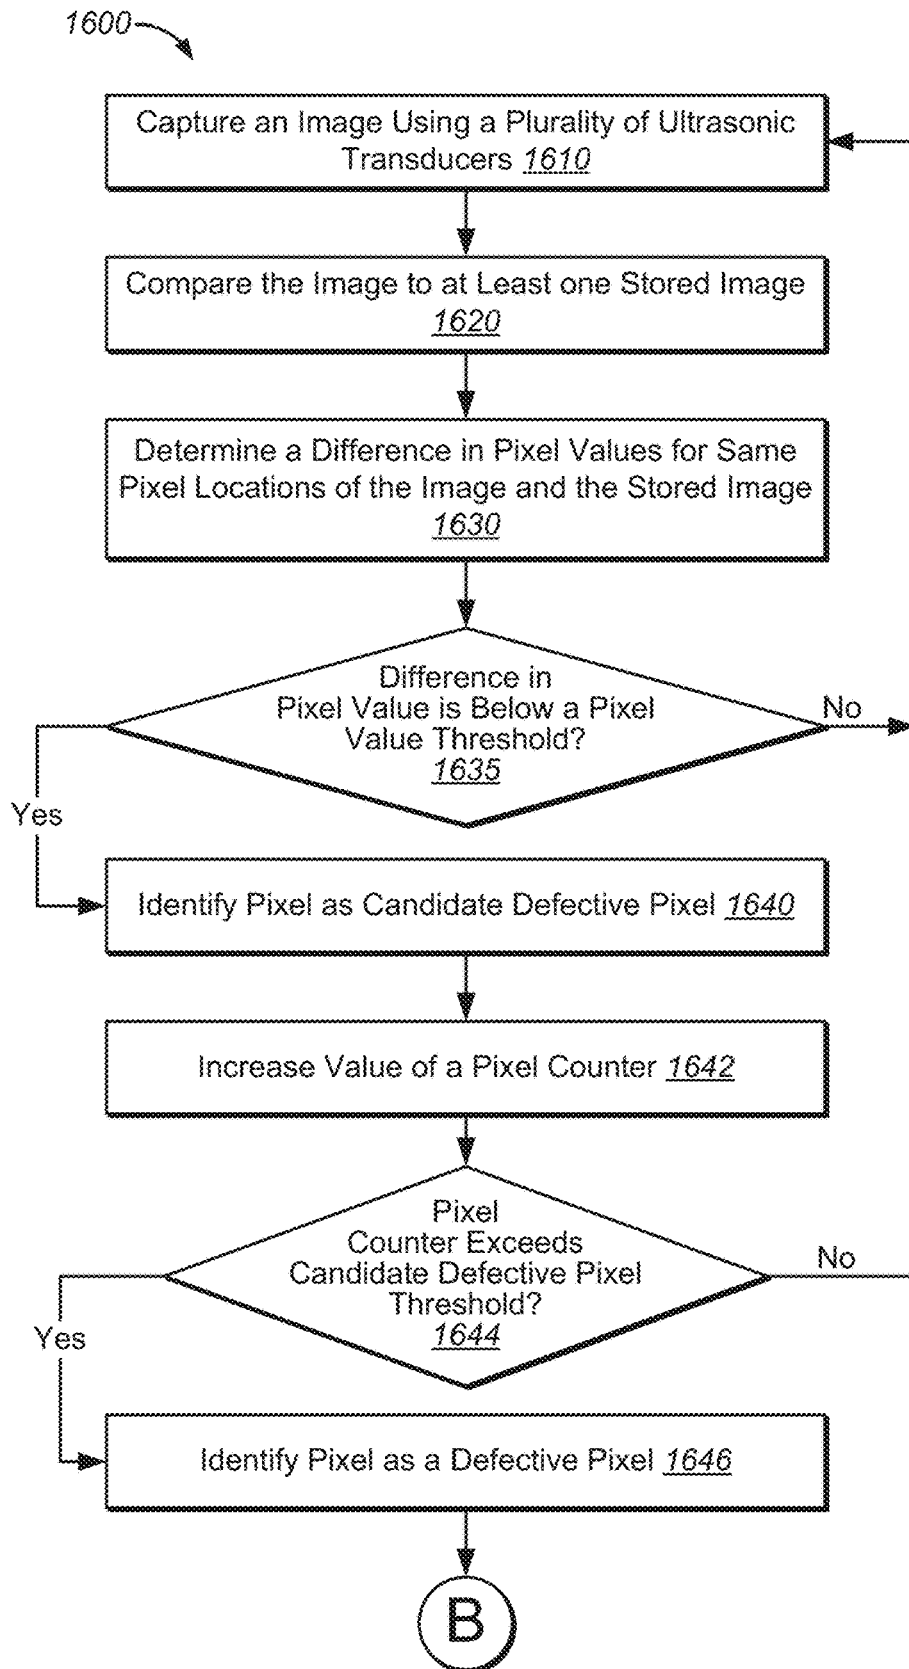 1600
Capture an Image Using a Plurality of Ultrasonic
Transducers 1610
Compare the Image to at Least one Stored Image
1620
Determine a Difference in Pixel Values for Same
Pixel Locations of the Image and the Stored Image
1630
Difference in
Pixel Value is Below a Pixel
Value Threshold?
1635
No
Yes
Identify Pixel as Candidate Defective Pixel 1640
Increase Value of a Pixel Counter 1642
Pixel
Counter Exceeds
Candidate Defective Pixel
Threshold?
1644
No
Yes
Identify Pixel as a Defective Pixel 1646
B